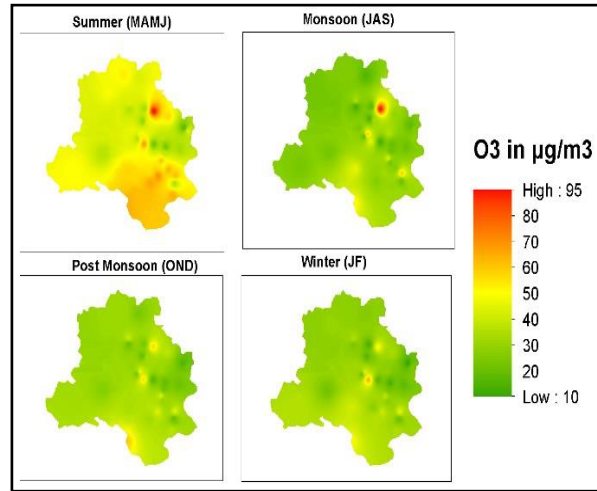 Summer (MAMJ)
Monsoon (JAS)
Post Monsoon (OND)
Winter (JF)
O3 in µg/m3
High : 95
80
70
60
50
40
30
20
Low : 10